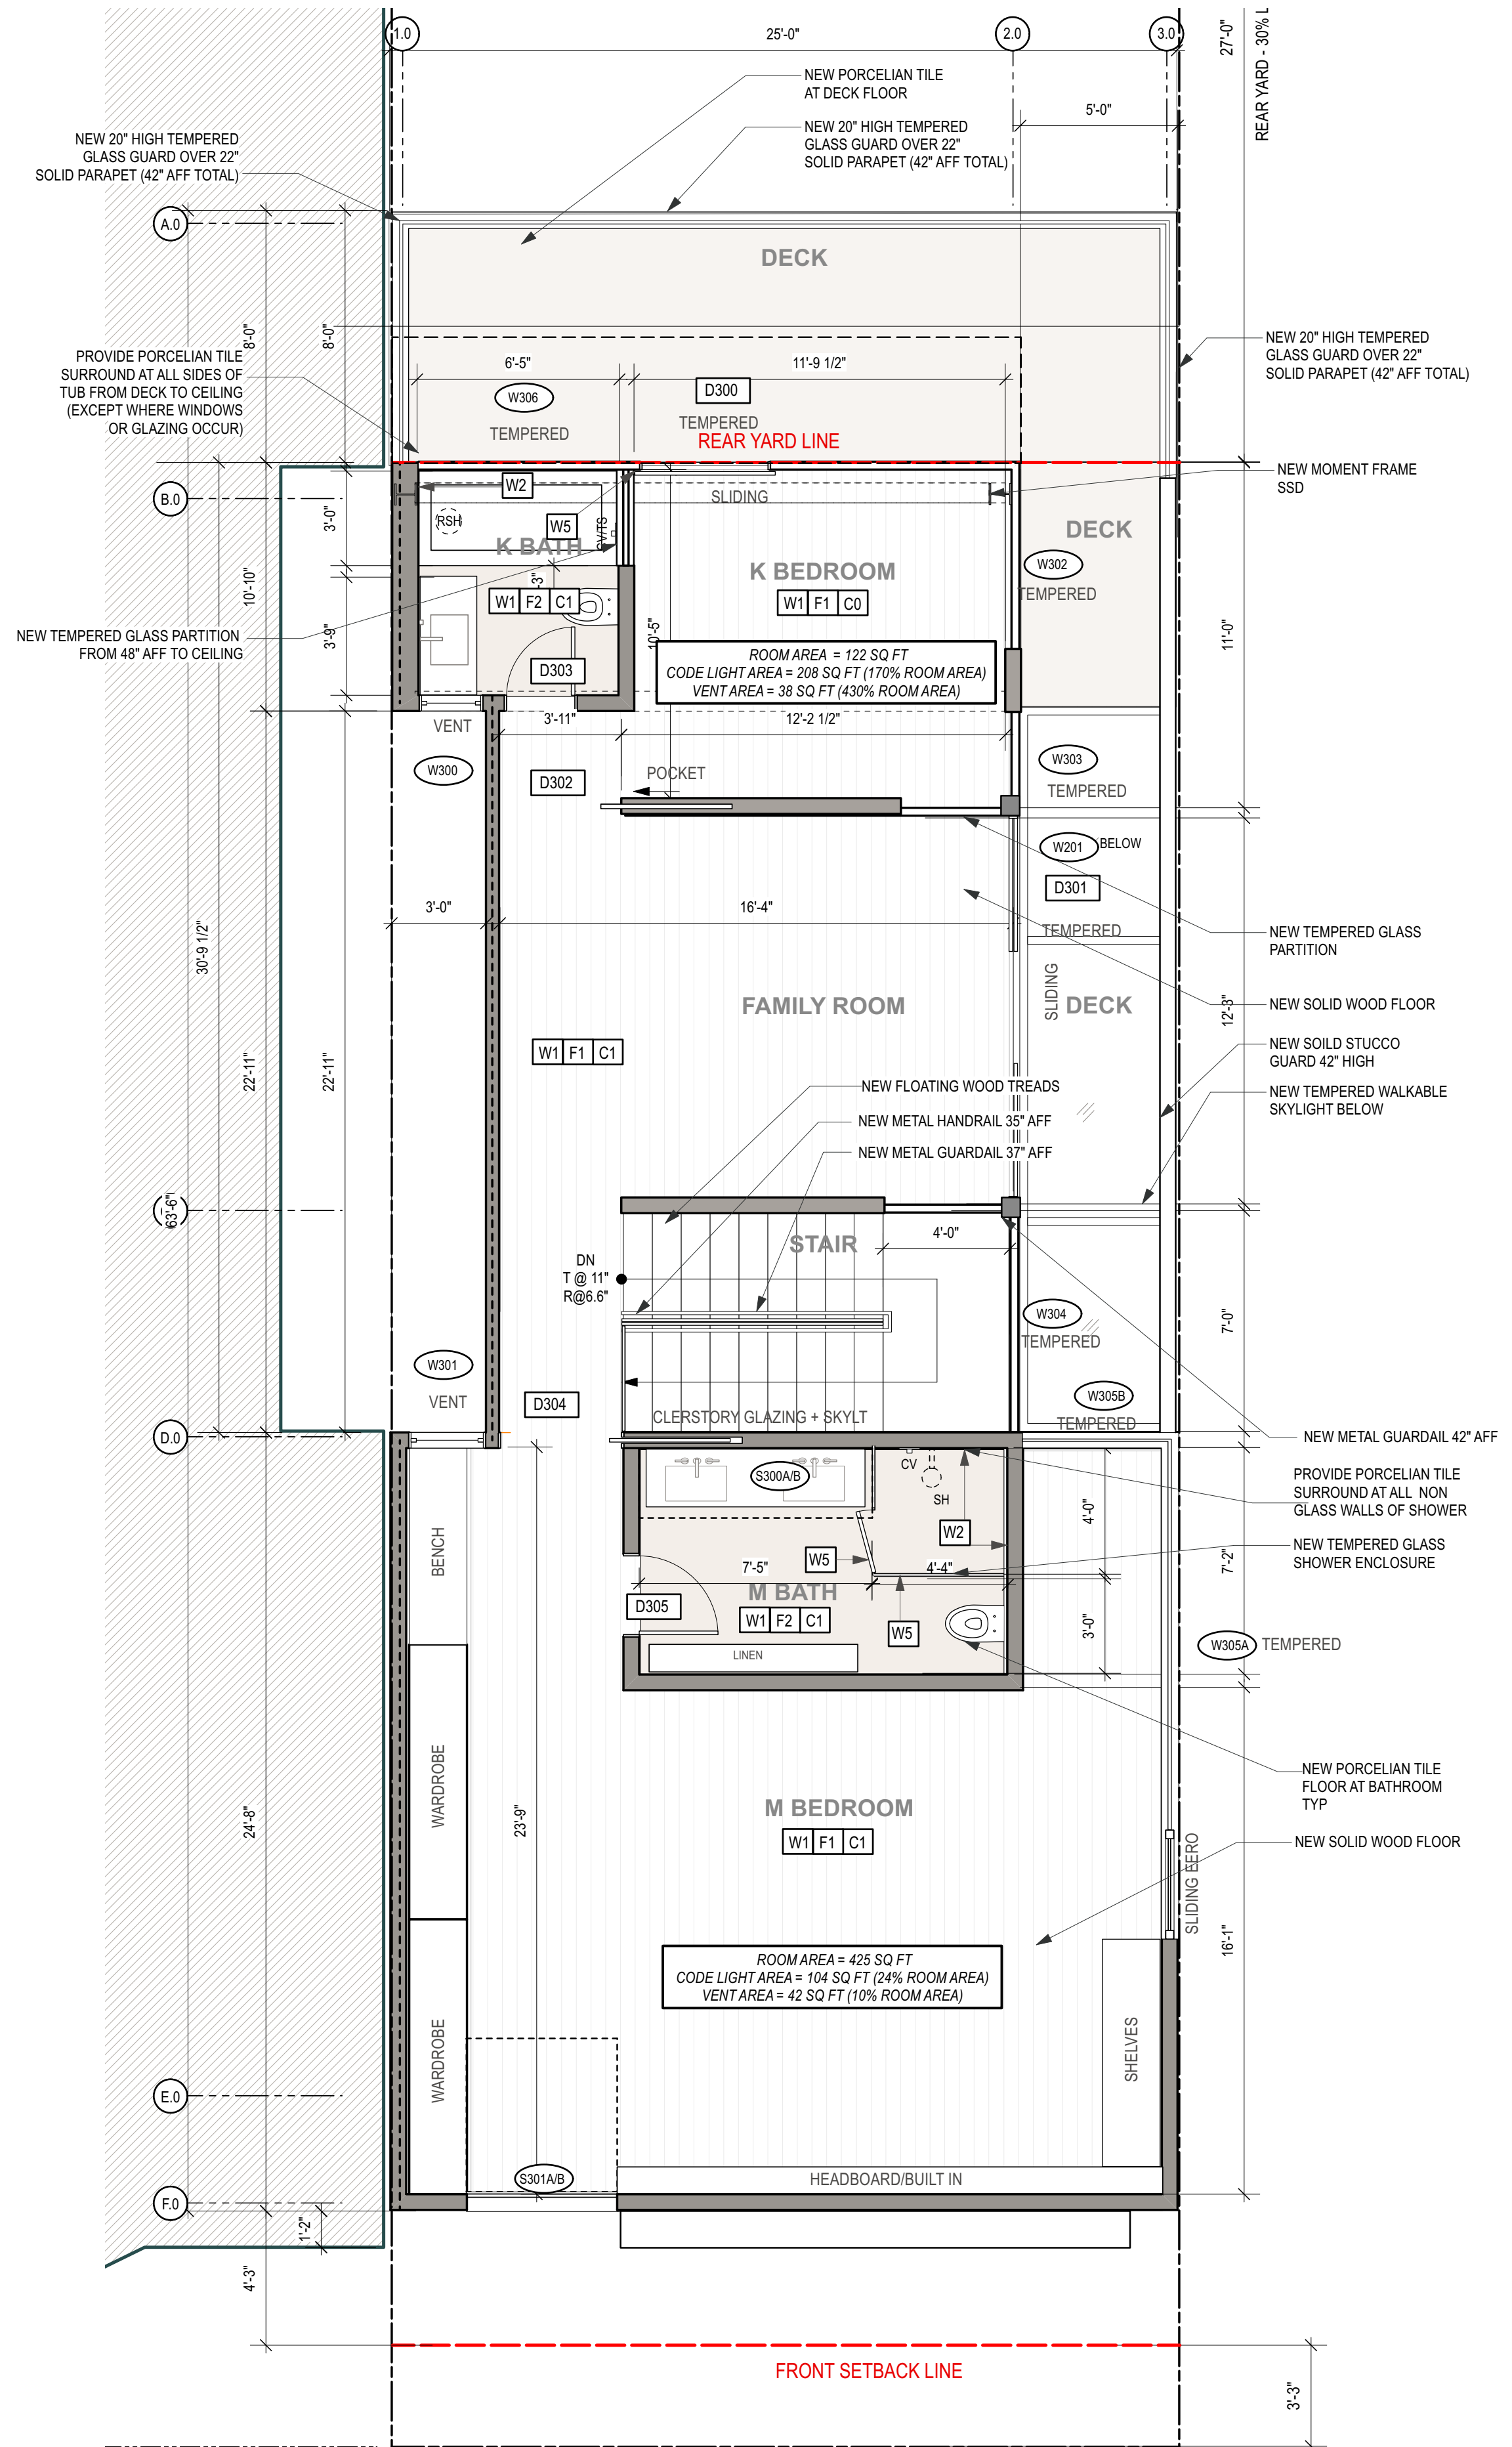 1.0
25'-0"
2.0
3.0
27'-0"
REAR YARD - 30% L
NEW PORCELIAN TILE
AT DECK FLOOR
5'-0"
NEW 20" HIGH TEMPERED
GLASS GUARD OVER 22"
SOLID PARAPET (42" AFF TOTAL)
NEW 20" HIGH TEMPERED
GLASS GUARD OVER 22"
SOLID PARAPET (42" AFF TOTAL)
A.0
DECK
8'-0"
8'-0"
NEW 20" HIGH TEMPERED
GLASS GUARD OVER 22"
SOLID PARAPET (42" AFF TOTAL)
PROVIDE PORCELIAN TILE
SURROUND AT ALL SIDES OF
TUB FROM DECK TO CEILING
(EXCEPT WHERE WINDOWS
OR GLAZING OCCUR)
6'-5"
11'-9 1/2"
W306
D300
TEMPERED
TEMPERED
REAR YARD LINE
NEW MOMENT FRAME
SSD
B.0
W2
SLIDING
RSH
W5
CV/TS
K BATH
3'-0"
DECK
K BEDROOM
W302
TEMPERED
10'-10"
-3"
W1 F2 C1
W1 F1 C0
3'-9"
10'-5"
11'-0"
NEW TEMPERED GLASS PARTITION
FROM 48" AFF TO CEILING
D303
ROOM AREA = 122 SQ FT
CODE LIGHT AREA = 208 SQ FT (170% ROOM AREA)
VENT AREA = 38 SQ FT (430% ROOM AREA)
VENT
3'-11"
12'-2 1/2"
W300
D302
POCKET
W303
TEMPERED
W201
BELOW
D301
TEMPERED
3'-0"
16'-4"
30'-9 1/2"
NEW TEMPERED GLASS
PARTITION
FAMILY ROOM
SLIDING
DECK
12'-3"
NEW SOLID WOOD FLOOR
22'-11"
22'-11"
W1 F1 C1
NEW SOILD STUCCO
GUARD 42" HIGH
NEW FLOATING WOOD TREADS
NEW TEMPERED WALKABLE
SKYLIGHT BELOW
NEW METAL HANDRAIL 35" AFF
NEW METAL GUARDAIL 37" AFF
63'-6"
STAIR
4'-0"
DN
T @ 11"
R@6.6"
W304
TEMPERED
7'-0"
W301
VENT
D304
W305B
TEMPERED
CLERSTORY GLAZING + SKYLT
D.0
NEW METAL GUARDAIL 42" AFF
S300A/B
CV
SH
PROVIDE PORCELIAN TILE
SURROUND AT ALL NON
GLASS WALLS OF SHOWER
4'-0"
BENCH
W2
W5
NEW TEMPERED GLASS
SHOWER ENCLOSURE
7'-2"
7'-5"
4'-4"
M BATH
D305
W1 F2 C1
W5
3'-0"
LINEN
W305A
TEMPERED
WARDROBE
24'-8"
23'-9"
M BEDROOM
W1 F1 C1
NEW PORCELIAN TILE
FLOOR AT BATHROOM
TYP
NEW SOLID WOOD FLOOR
SLIDING EERO
16'-1"
ROOM AREA = 425 SQ FT
CODE LIGHT AREA = 104 SQ FT (24% ROOM AREA)
VENT AREA = 42 SQ FT (10% ROOM AREA)
WARDROBE
SHELVES
E.0
S301A/B
HEADBOARD/BUILT IN
F.0
1'-2"
4'-3"
FRONT SETBACK LINE
3'-3"